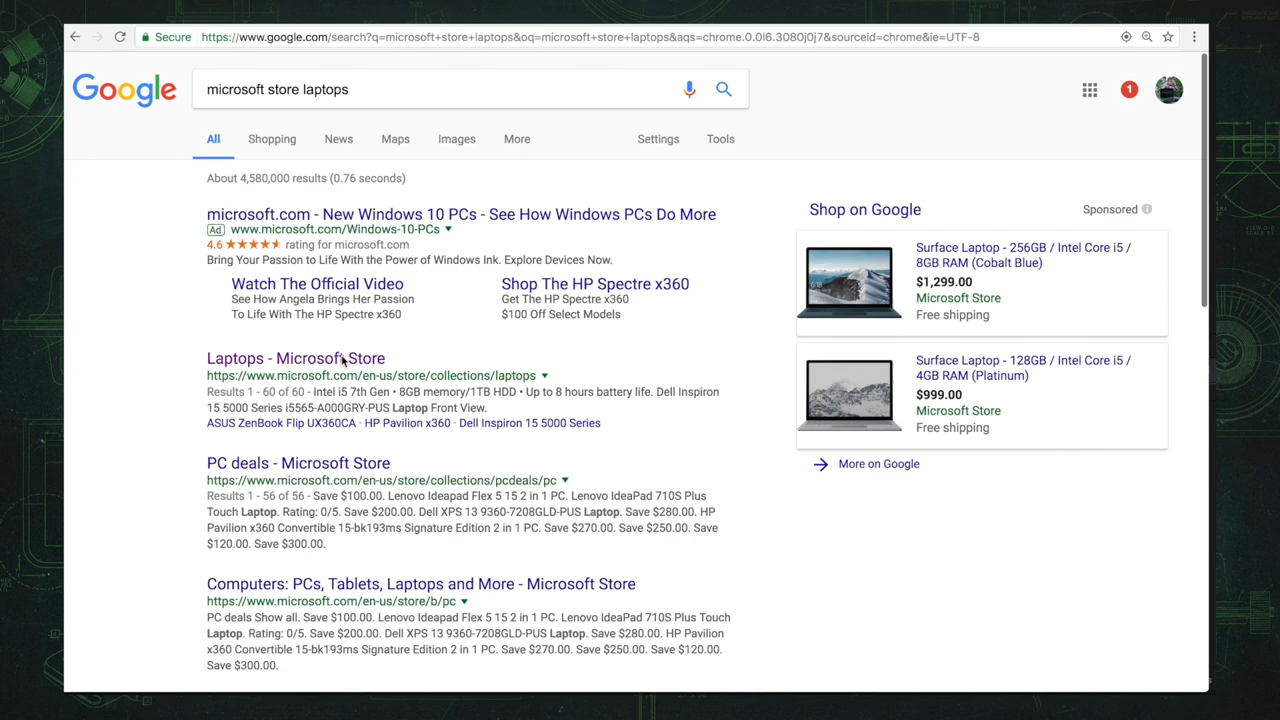 Secure https://www.google.com/search?q=microsoft+store+laptops&oq=microsoft+store+laptops&aqs=chrome.0.0l6.3080j0j7&sourceid=chrome&ie=UTF-8
Google
microsoft store laptops
1
All Shopping News Maps Images More Settings Tools
About 4,580,000 results (0.76 seconds)
microsoft.com - New Windows 10 PCs - See How Windows PCs Do More
Ad www.microsoft.com/Windows-10-PCs
4.6 ★★★★★ rating for microsoft.com
Bring Your Passion to Life With the Power of Windows Ink. Explore Devices Now.
Watch The Official Video
See How Angela Brings Her Passion
To Life With The HP Spectre x360
Shop The HP Spectre x360
Get The HP Spectre x360
$100 Off Select Models
Laptops - Microsoft Store
https://www.microsoft.com/en-us/store/collections/laptops
Results 1 - 60 of 60 - Intel i5 7th Gen • 8GB memory/1TB HDD • Up to 8 hours battery life. Dell Inspiron
15 5000 Series i5565-A000GRY-PUS Laptop Front View.
ASUS ZenBook Flip UX360CA · HP Pavilion x360 · Dell Inspiron 15 5000 Series
PC deals - Microsoft Store
https://www.microsoft.com/en-us/store/collections/pcdeals/pc
Results 1 - 56 of 56 - Save $100.00. Lenovo Ideapad Flex 5 15 2 in 1 PC. Lenovo IdeaPad 710S Plus
Touch Laptop. Rating: 0/5. Save $200.00. Dell XPS 13 9360-7208GLD-PUS Laptop. Save $280.00. HP
Pavilion x360 Convertible 15-bk193ms Signature Edition 2 in 1 PC. Save $270.00. Save $250.00. Save
$120.00. Save $300.00.
Computers: PCs, Tablets, Laptops and More - Microsoft Store
https://www.microsoft.com/en-us/store/b/pc
PC deals Show all. Save $100.00. Lenovo Ideapad Flex 5 15 2 in 1 PC. Lenovo IdeaPad 710S Plus Touch
Laptop. Rating: 0/5. Save $200.00. Dell XPS 13 9360-7208GLD-PUS Laptop. Save $280.00. HP Pavilion
x360 Convertible 15-bk193ms Signature Edition 2 in 1 PC. Save $270.00. Save $250.00. Save $120.00.
Save $300.00.
Shop on Google
Sponsored
Surface Laptop - 256GB / Intel Core i5 /
8GB RAM (Cobalt Blue)
$1,299.00
Microsoft Store
Free shipping
Surface Laptop - 128GB / Intel Core i5 /
4GB RAM (Platinum)
$999.00
Microsoft Store
Free shipping
More on Google